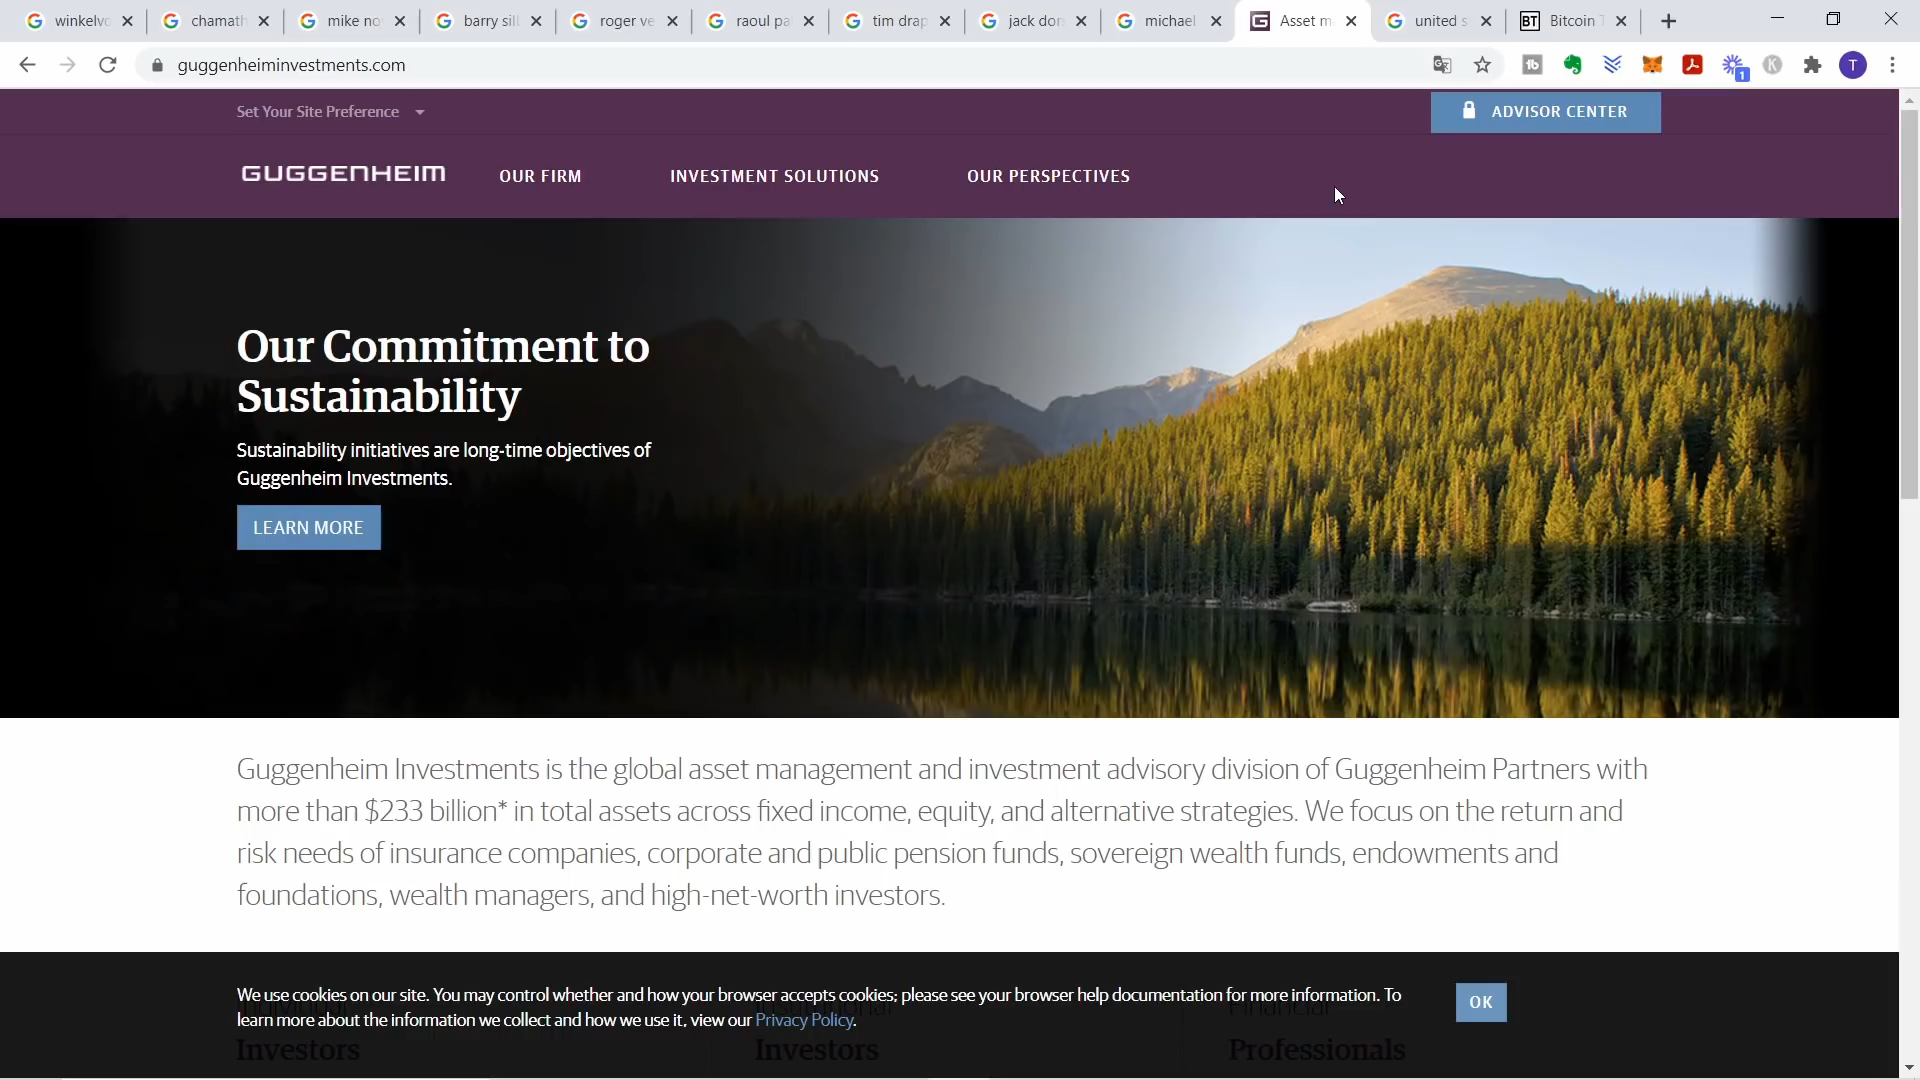 winkelvo
chamath
mike no
barry sill
roger ve
raoul pa
tim drap
jack dors
michael
Asset m
united s
Bitcoin T
guggenheiminvestments.com
Set Your Site Preference
ADVISOR CENTER
GUGGENHEIM
OUR FIRM
INVESTMENT SOLUTIONS
OUR PERSPECTIVES
Our Commitment to
Sustainability
Sustainability initiatives are long-time objectives of
Guggenheim Investments.
LEARN MORE
Guggenheim Investments is the global asset management and investment advisory division of Guggenheim Partners with
more than $233 billion* in total assets across fixed income, equity, and alternative strategies. We focus on the return and
risk needs of insurance companies, corporate and public pension funds, sovereign wealth funds, endowments and
foundations, wealth managers, and high-net-worth investors.
We use cookies on our site. You may control whether and how your browser accepts cookies; please see your browser help documentation for more information. To
learn more about the information we collect and how we use it, view our Privacy Policy.
OK
Investors
Investors
Financial
Professionals